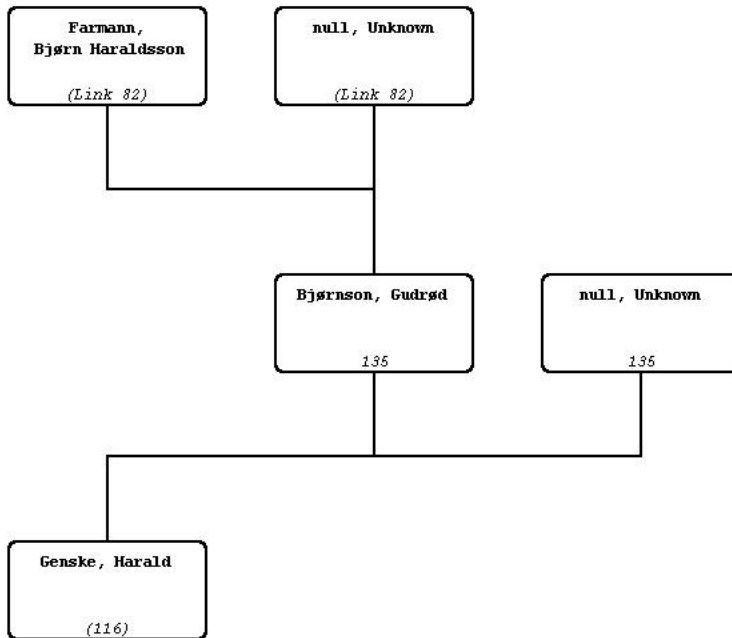 Farmann,
Bjørn Haraldsson
(Link 82)
null, Unknown
(Link 82)
Bjørnson, Gudrød
135
null, Unknown
135
Genske, Harald
(116)